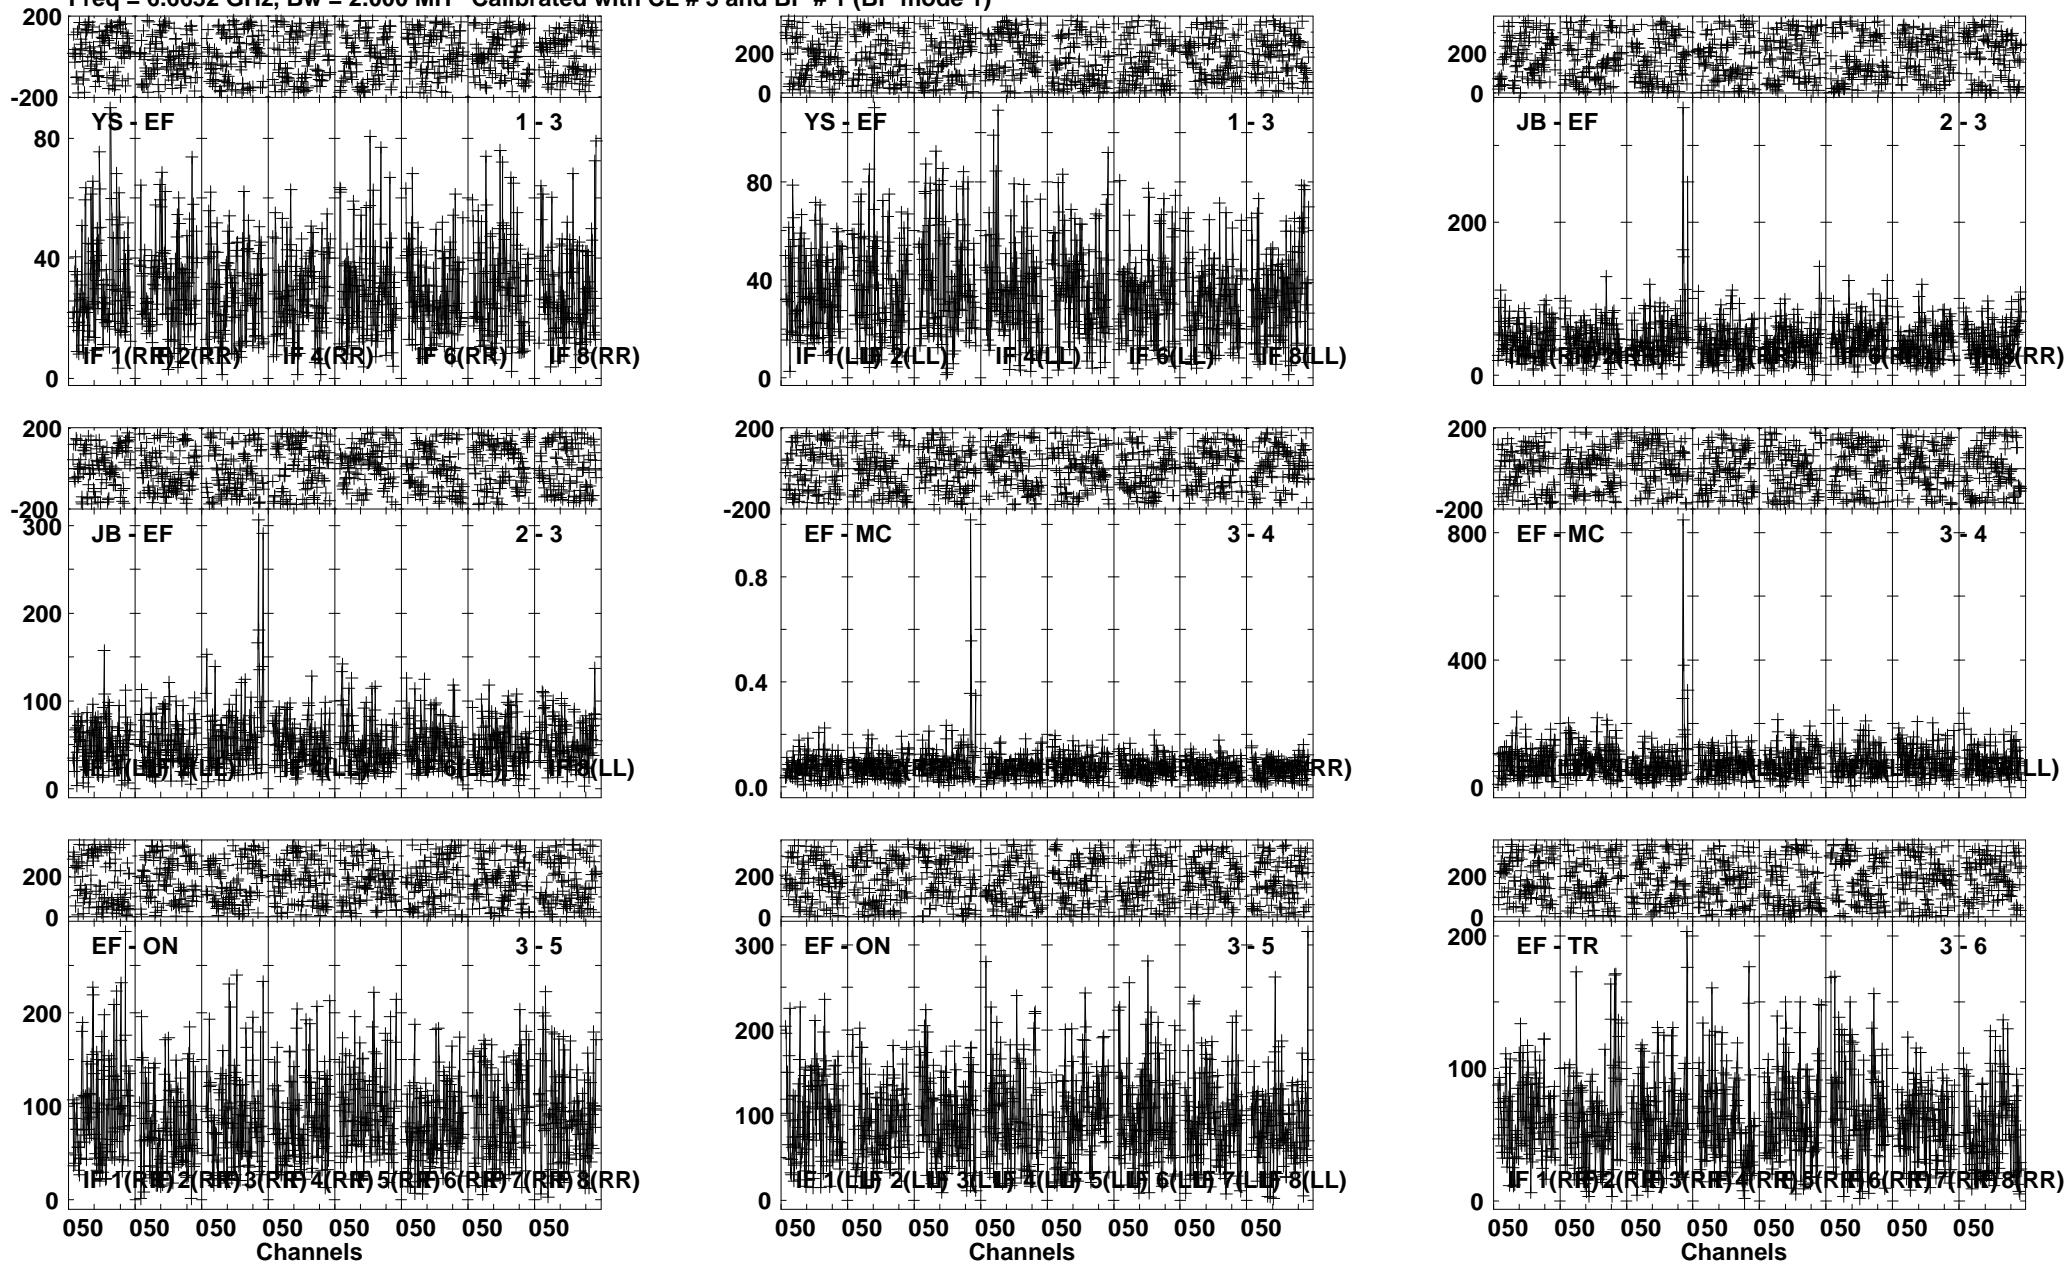 Freq = 6.6652 GHz, Bw = 2.000 MH Calibrated with CL # 3 and BP # 1 (BP mode 1)
200
-200
YS - EF 1 - 3
80
40
0
IF 1(RR) 2(RR) IF 4(RR) IF 6(RR) IF 8(RR)
200
0
YS - EF 1 - 3
80
40
0
IF 1(LL) IF 2(LL) IF 4(LL) IF 6(LL) IF 8(LL)
200
0
JB - EF 2 - 3
200
0
200
-200
JB - EF 2 - 3
300
200
100
0
IF 8(LL)
200
-200
EF - MC 3 - 4
0.8
0.4
0.0
200
-200
EF - MC 3 - 4
800
400
0
200
0
EF - ON 3 - 5
200
100
0
IF 1(RR) 2(RR) 3(RR) 4(RR) 5(RR) 6(RR) 7(RR) 8(RR)
050 050 050 050 050 050 050 050
Channels
200
0
EF - ON 3 - 5
300
200
100
0
IF 1(LL) 2(LL) 3(LL) 4(LL) 5(LL) 6(LL) 7(LL) 8(LL)
050 050 050 050 050 050 050 050
Channels
200
0
EF - TR 3 - 6
200
100
0
IF 1(RR) 2(RR) 3(RR) 4(RR) 5(RR) 6(RR) 7(RR) 8(RR)
050 050 050 050 050 050 050 050
Channels